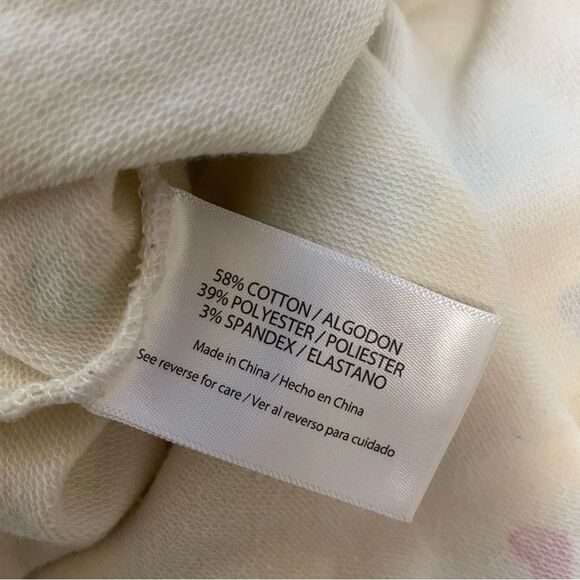 58% COTTON / ALGODON
39% POLYESTER / POLIESTER
3% SPANDEX / ELASTANO
Made in China / Hecho en China
See reverse for care / Ver al reverso para cuidado